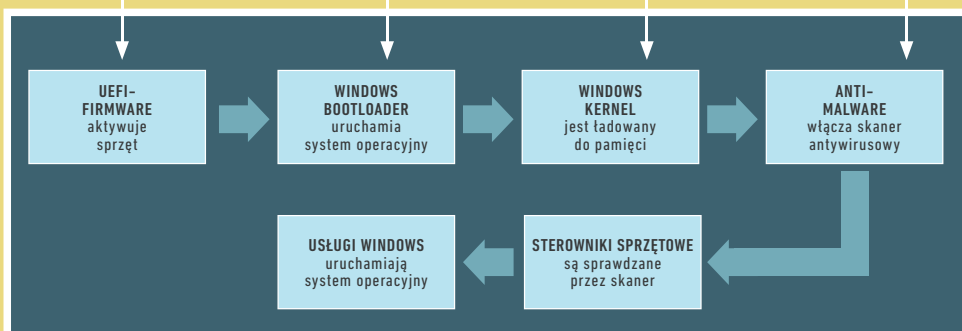 UEFI-
FIRMWARE
aktywuje
sprzęt
WINDOWS
BOOTLOADER
uruchamia
system operacyjny
WINDOWS
KERNEL
jest ładowany
do pamięci
ANTI-
MALWARE
włącza skaner
antywirusowy
STEROWNIKI SPRZĘTOWE
są sprawdzane
przez skaner
USŁUGI WINDOWS
uruchamiają
system operacyjny